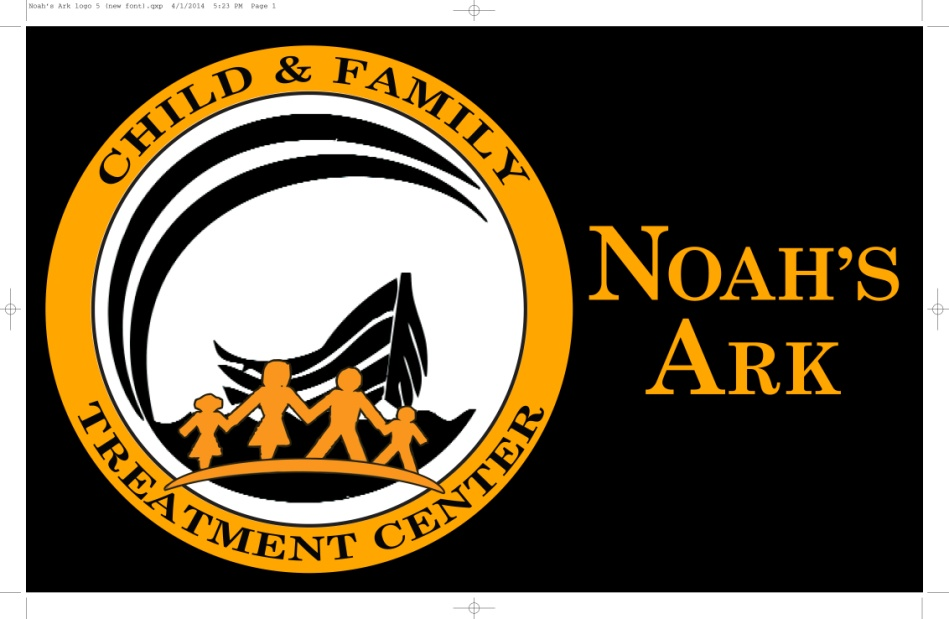 Noah's Ark logo 5 (new font).qxp 4/1/2014 5:23 PM Page 1
CHILD & FAMILY
TREATMENT CENTER
NOAH'S
ARK